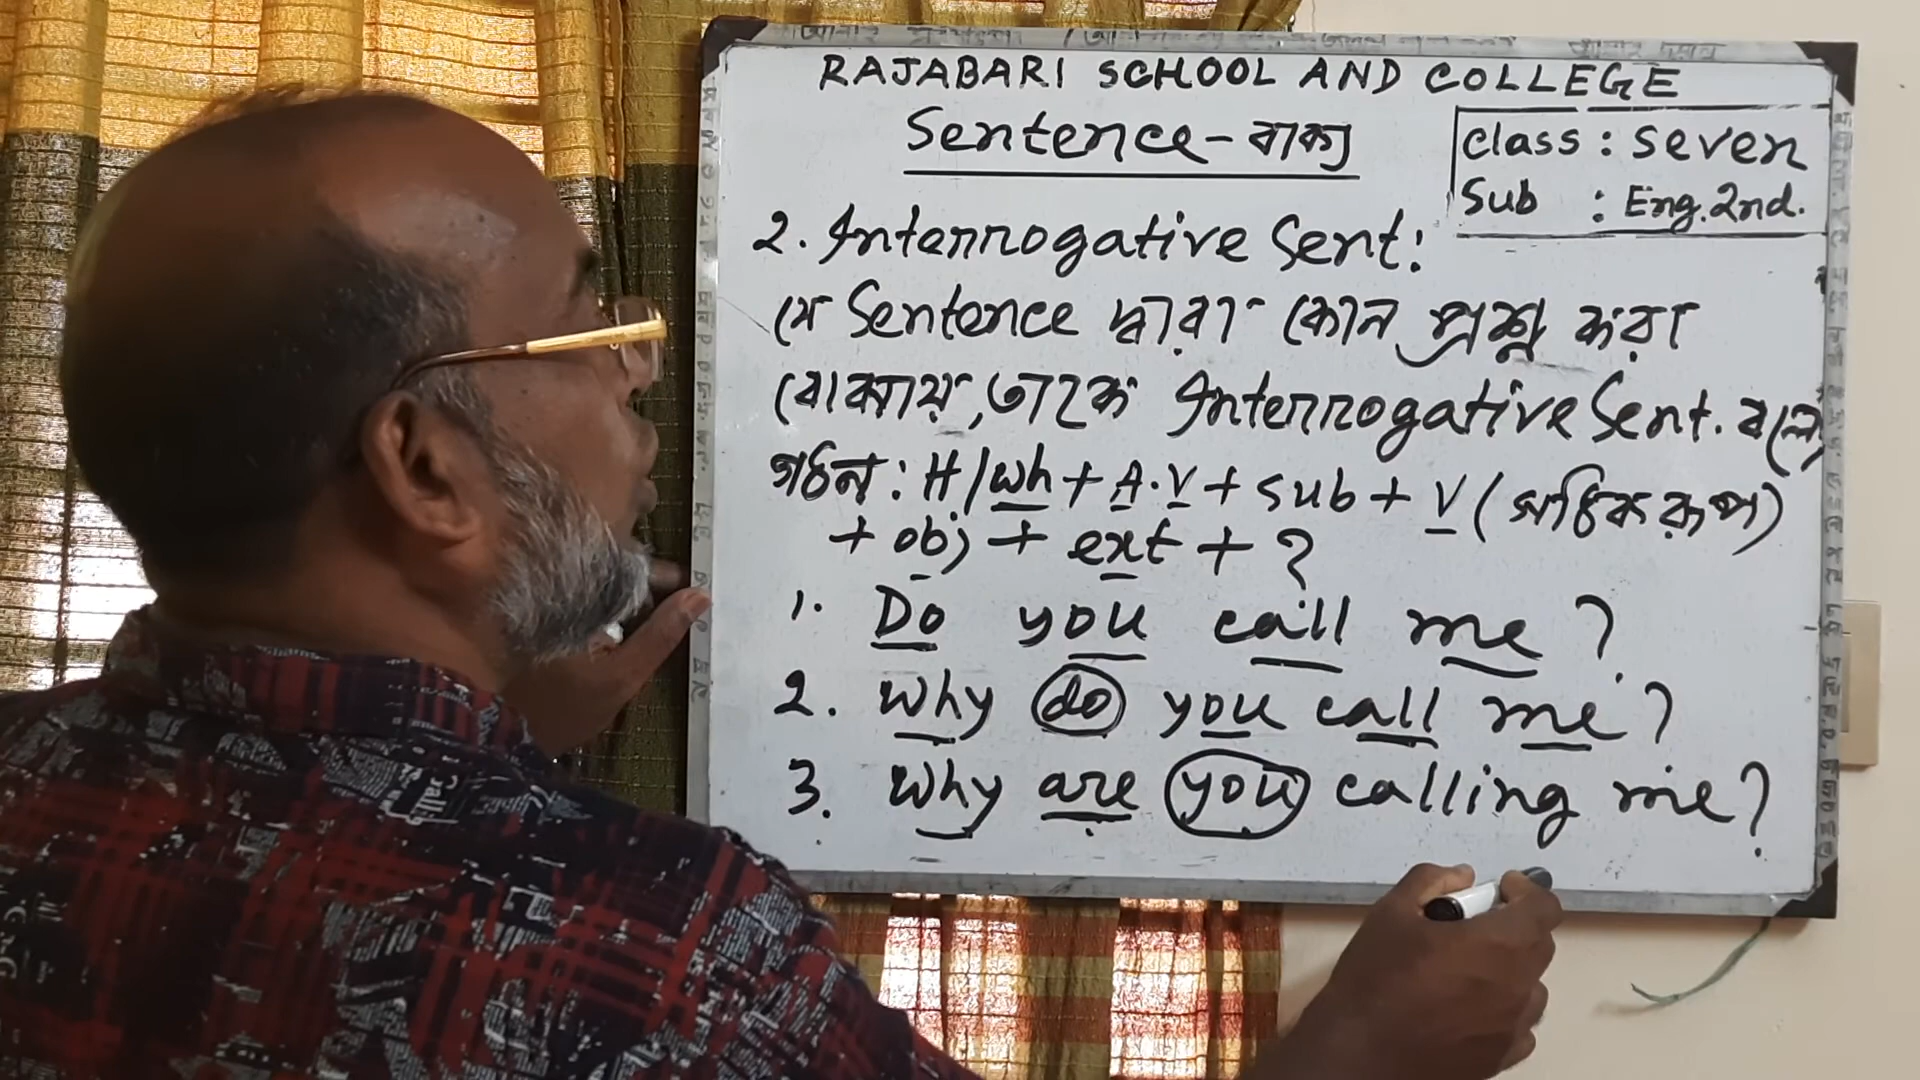 RAJABARI SCHOOL AND COLLEGE
Sentence - বাক্য
Class : Seven
Sub : Eng. 2nd.
2. Interrogative Sent:
যে Sentence দ্বারা কোন প্রশ্ন করা
বোঝায়, তাকে Interrogative Sent. বলে
গঠন : H/Wh + A.V + Sub + V (সঠিক রূপ)
+ obj + ext + ?
1. Do you call me ?
2. Why do you call me ?
3. Why are you calling me ?